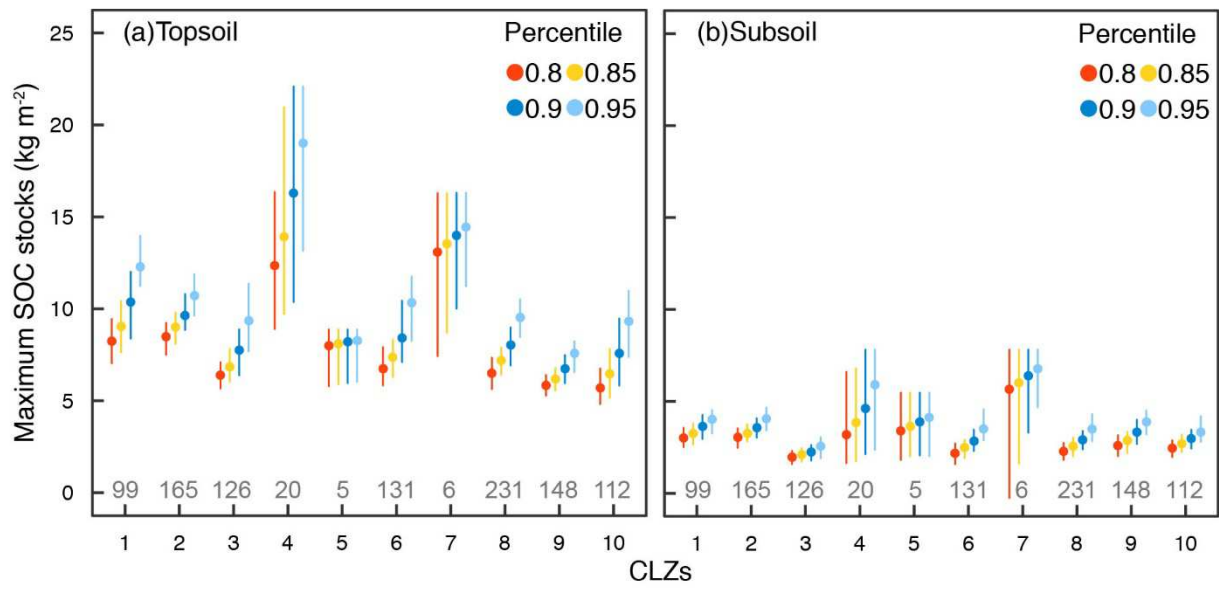 Maximum SOC stocks (kg m⁻²)
25
20
15
10
5
0
(a)Topsoil
Percentile
0.8 0.85
0.9 0.95
99 165 126 20 5 131 6 231 148 112
1 2 3 4 5 6 7 8 9 10
(b)Subsoil
Percentile
0.8 0.85
0.9 0.95
99 165 126 20 5 131 6 231 148 112
1 2 3 4 5 6 7 8 9 10
CLZs